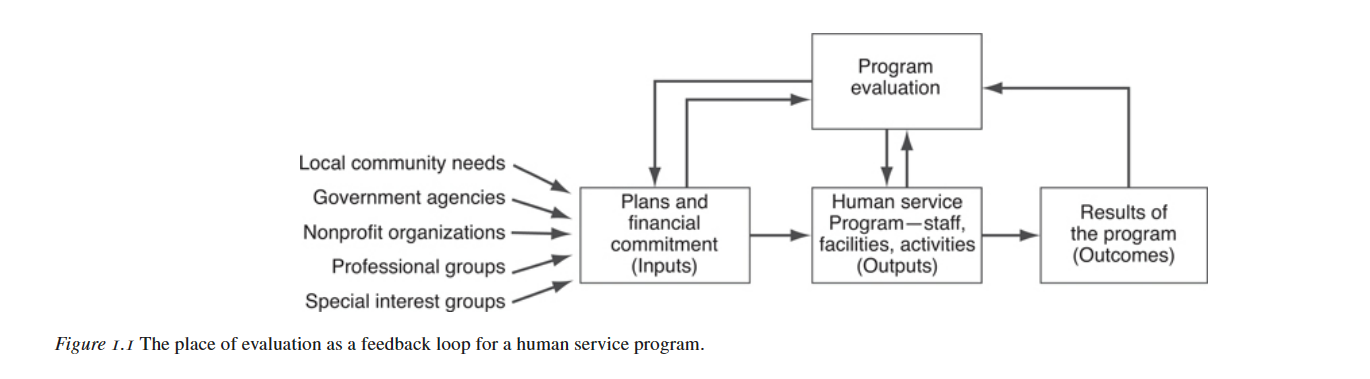 Program
evaluation
Local community needs
Government agencies
Nonprofit organizations
Professional groups
Special interest groups
Plans and
financial
commitment
(Inputs)
Human service
Program—staff,
facilities, activities
(Outputs)
Results of
the program
(Outcomes)
Figure 1.1 The place of evaluation as a feedback loop for a human service program.